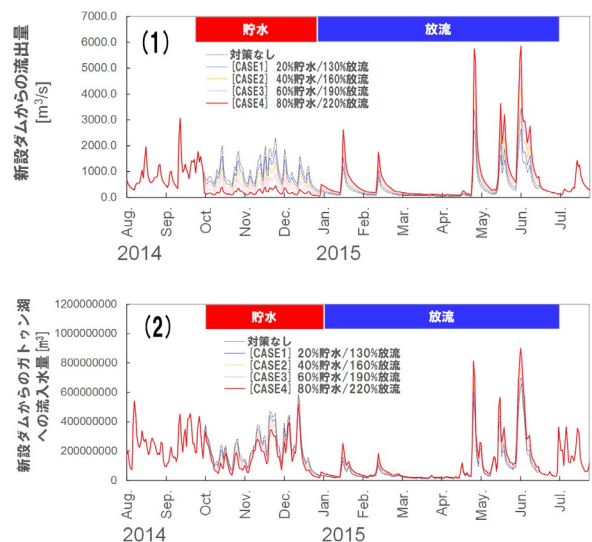 (1)
貯水
放流
新設ダムからの流出量
[m³/s]
7000.0
6000.0
5000.0
4000.0
3000.0
2000.0
1000.0
0.0
対策なし
[CASE1] 20%貯水/130%放流
[CASE2] 40%貯水/160%放流
[CASE3] 60%貯水/190%放流
[CASE4] 80%貯水/220%放流
Aug. Sep. Oct. Nov. Dec. Jan. Feb. Mar. Apr. May. Jun. Jul.
2014 2015
(2)
貯水
放流
新設ダムからのガトゥン湖
への流入水量 [m³]
1200000000
1000000000
800000000
600000000
400000000
200000000
0
対策なし
[CASE1] 20%貯水/130%放流
[CASE2] 40%貯水/160%放流
[CASE3] 60%貯水/190%放流
[CASE4] 80%貯水/220%放流
Aug. Sep. Oct. Nov. Dec. Jan. Feb. Mar. Apr. May. Jun. Jul.
2014 2015